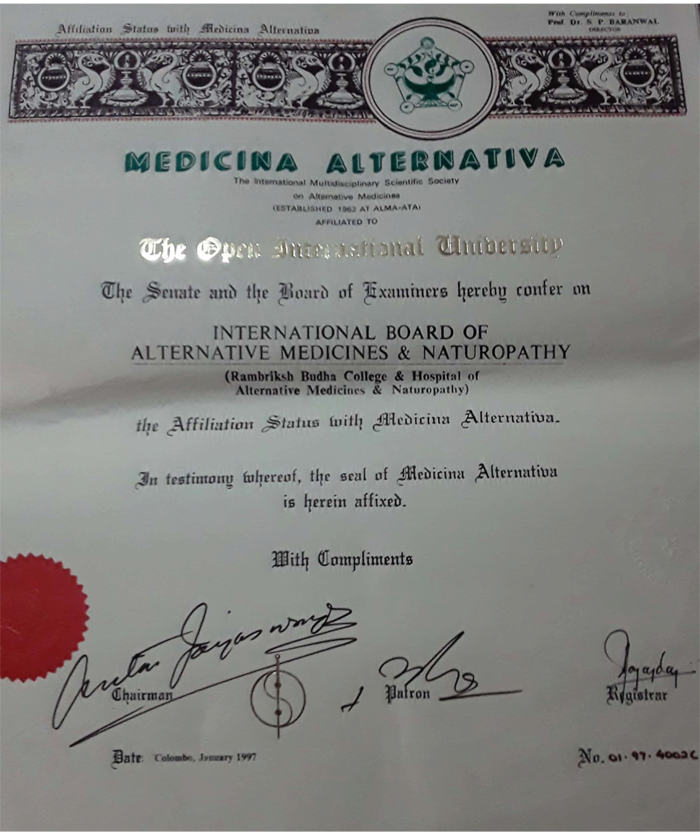 Affiliation Status with Medicina Alternativa
With Compliments to
Prof. Dr. S. P. BARANWAL
DIRECTOR
MEDICINA ALTERNATIVA
The International Multidisciplinary Scientific Society
on Alternative Medicines
(ESTABLISHED 1962 AT ALMA-ATA)
AFFILIATED TO
The Open International University
The Senate and the Board of Examiners hereby confer on
INTERNATIONAL BOARD OF
ALTERNATIVE MEDICINES & NATUROPATHY
(Rambriksh Budha College & Hospital of
Alternative Medicines & Naturopathy)
the Affiliation Status with Medicina Alternativa.
In testimony whereof, the seal of Medicina Alternativa
is herein affixed.
With Compliments
Chairman
Patron
Registrar
Date: Colombo, January 1997
No. 01·97·4002C